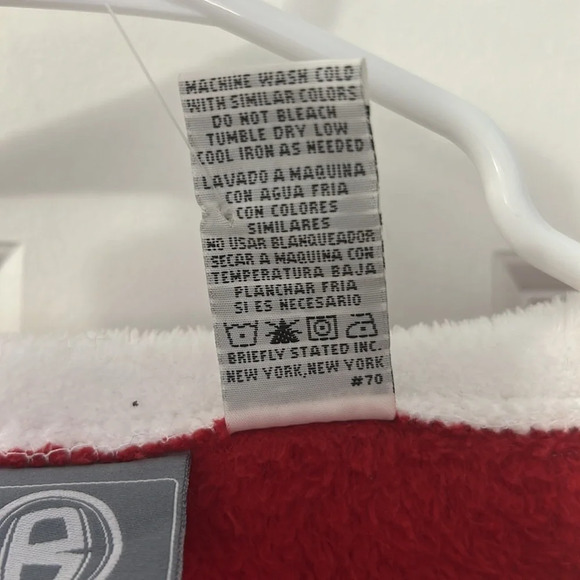 MACHINE WASH COLD
WITH SIMILAR COLORS
DO NOT BLEACH
TUMBLE DRY LOW
COOL IRON AS NEEDED
LAVADO A MAQUINA
CON AGUA FRIA
CON COLORES
SIMILARES
NO USAR BLANQUEADOR
SECAR A MAQUINA CON
TEMPERATURA BAJA
PLANCHAR FRIA
SI ES NECESARIO
BRIEFLY STATED INC.
NEW YORK,NEW YORK
#70